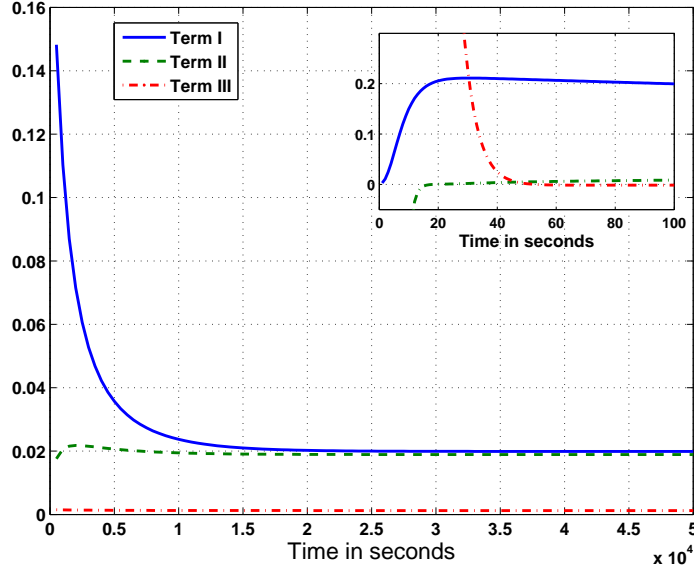 0.16
0.14
0.12
0.1
0.08
0.06
0.04
0.02
0
Term I
Term II
Term III
0.2
0.1
0
0 20 40 60 80 100
Time in seconds
0 0.5 1 1.5 2 2.5 3 3.5 4 4.5 5
Time in seconds
x 10⁴